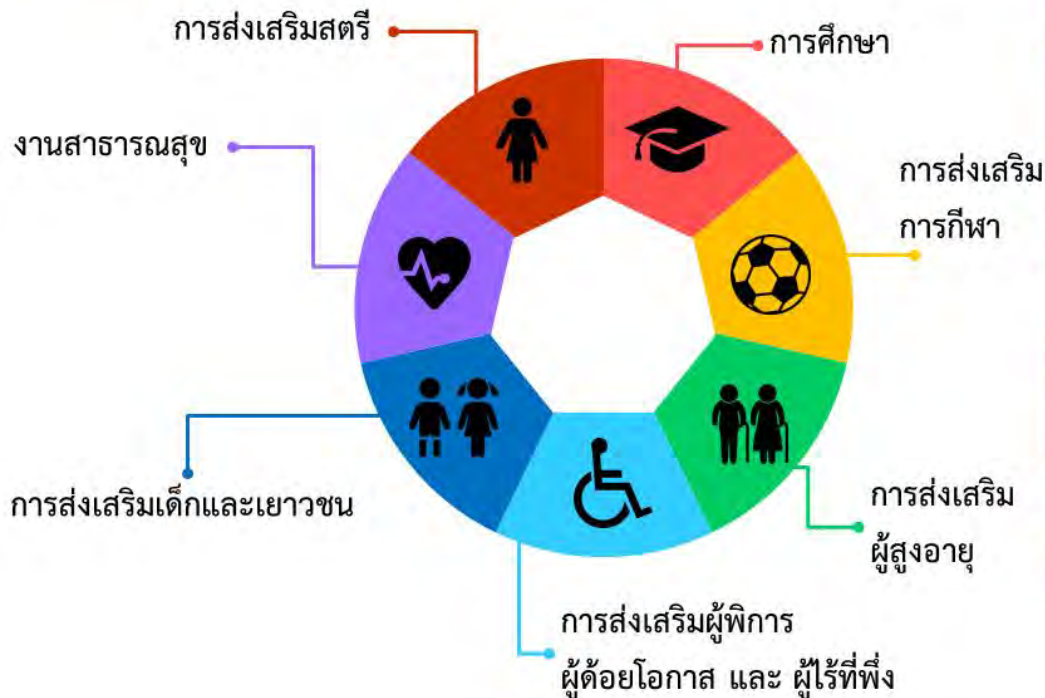 การส่งเสริมสตรี
การศึกษา
งานสาธารณสุข
การส่งเสริม
การกีฬา
การส่งเสริมเด็กและเยาวชน
การส่งเสริม
ผู้สูงอายุ
การส่งเสริมผู้พิการ
ผู้ด้อยโอกาส และ ผู้ไร้ที่พึ่ง